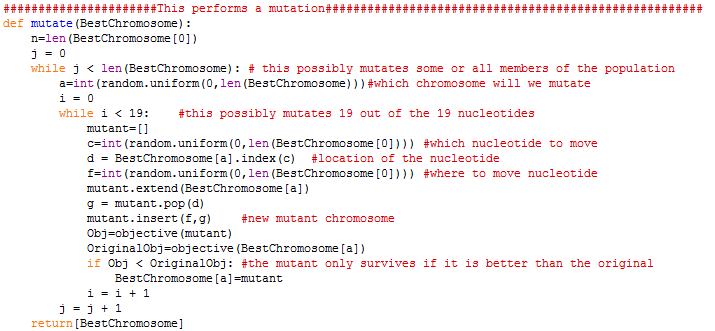 ######################This performs a mutation######################################################
def mutate(BestChromosome):
    n=len(BestChromosome[0])
    j = 0
    while j < len(BestChromosome): # this possibly mutates some or all members of the population
        a=int(random.uniform(0,len(BestChromosome)))#which chromosome will we mutate
        i = 0
        while i < 19:    #this possibly mutates 19 out of the 19 nucleotides
            mutant=[]
            c=int(random.uniform(0,len(BestChromosome[0]))) #which nucleotide to move
            d = BestChromosome[a].index(c)  #location of the nucleotide
            f=int(random.uniform(0,len(BestChromosome[0]))) #where to move nucleotide
            mutant.extend(BestChromosome[a])
            g = mutant.pop(d)
            mutant.insert(f,g)    #new mutant chromosome
            Obj=objective(mutant)
            OriginalObj=objective(BestChromosome[a])
            if Obj < OriginalObj: #the mutant only survives if it is better than the original
                BestChromosome[a]=mutant
            i = i + 1
        j = j + 1
    return[BestChromosome]